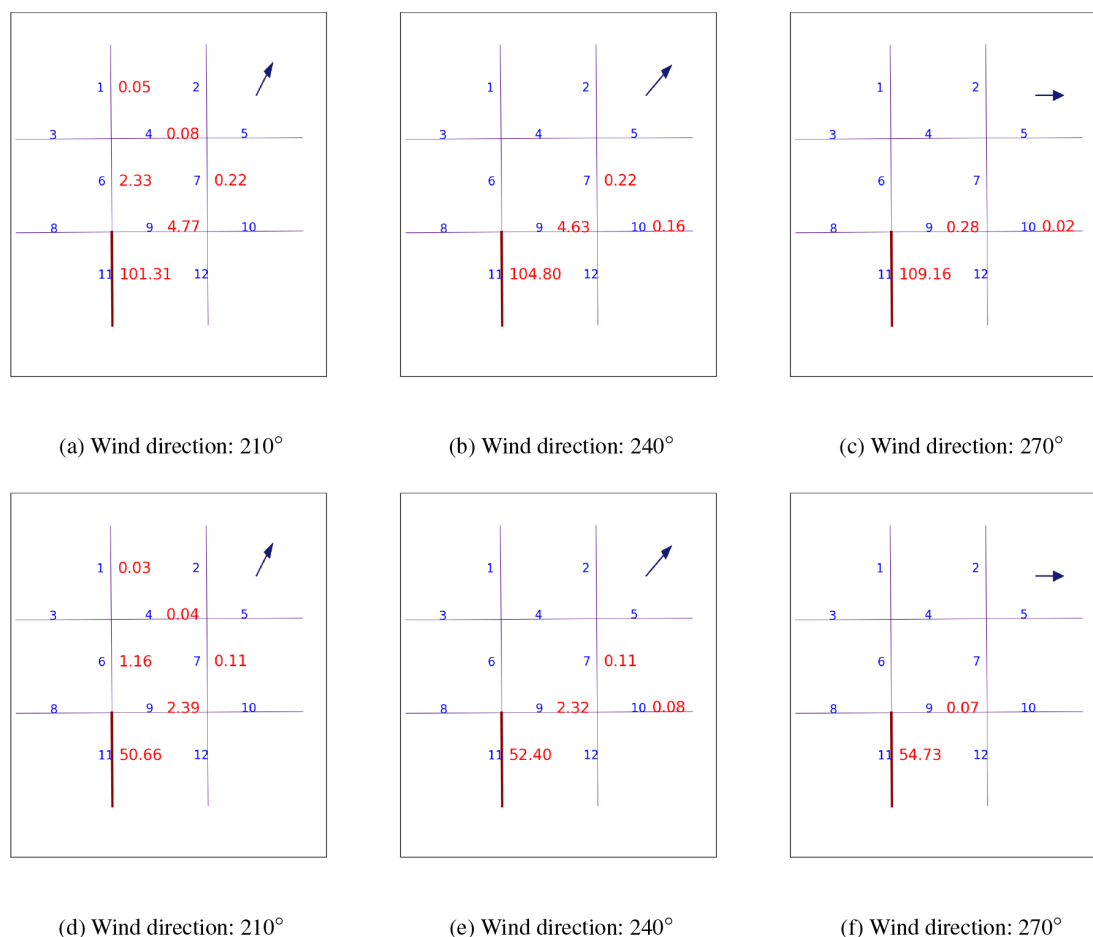 1 0.05 2
3 4 0.08 5
6 2.33 7 0.22
8 9 4.77 10
11 101.31 12
(a) Wind direction: 210°
1 2
3 4 5
6 7 0.22
8 9 4.63 10 0.16
11 104.80 12
(b) Wind direction: 240°
1 2
3 4 5
6 7
8 9 0.28 10 0.02
11 109.16 12
(c) Wind direction: 270°
1 0.03 2
3 4 0.04 5
6 1.16 7 0.11
8 9 2.39 10
11 50.66 12
(d) Wind direction: 210°
1 2
3 4 5
6 7 0.11
8 9 2.32 10 0.08
11 52.40 12
(e) Wind direction: 240°
1 2
3 4 5
6 7
8 9 0.07 10
11 54.73 12
(f) Wind direction: 270°